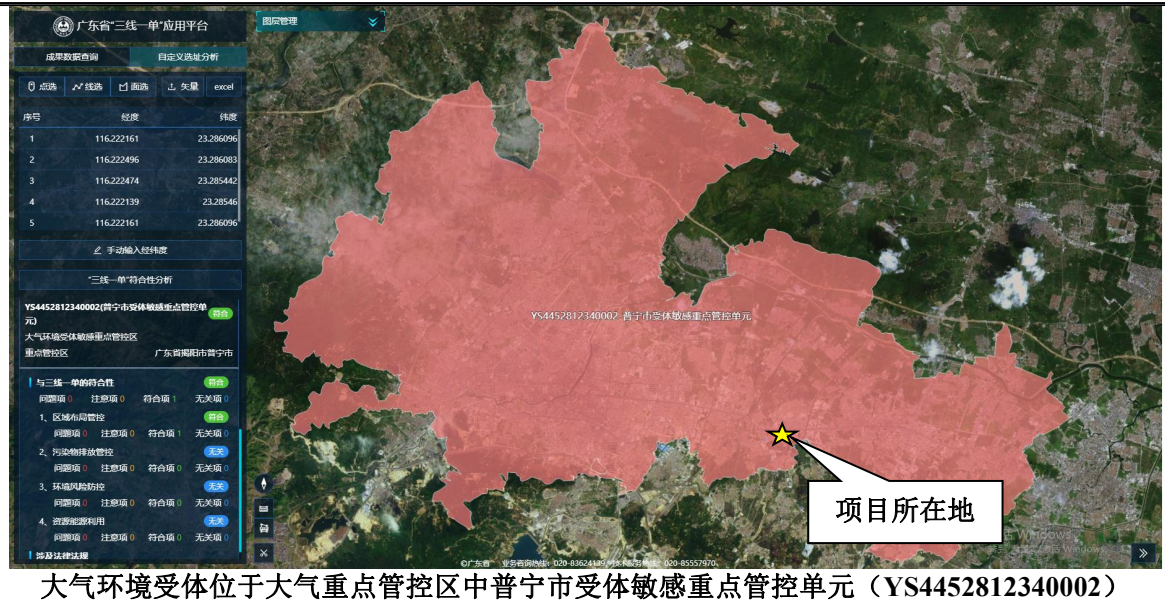 广东省"三线一单"应用平台
图层管理
成果数据查询 自定义选址分析
点选 线选 面选 矢量 excel
序号 经度 纬度
1 116.222161 23.286096
2 116.222496 23.286083
3 116.222474 23.285442
4 116.222139 23.28546
5 116.222161 23.286096
手动输入经纬度
"三线一单"符合性分析
YS4452812340002(普宁市受体敏感重点管控单元) 符合
大气环境受体敏感重点管控区
重点管控区 广东省揭阳市普宁市
与三线一单的符合性 符合
问题项 0 注意项 0 符合项 1 无关项 0
1、区域布局管控 符合
问题项 0 注意项 0 符合项 1 无关项 0
2、污染物排放管控 无关
问题项 0 注意项 0 符合项 0 无关项 0
3、环境风险防控 无关
问题项 0 注意项 0 符合项 0 无关项 0
4、资源能源利用 无关
问题项 0 注意项 0 符合项 0 无关项 0
涉及法律法规
YS4452812340002-普宁市受体敏感重点管控单元
项目所在地
©广东省 业务咨询热线：020-83624139 020-85557970
大气环境受体位于大气重点管控区中普宁市受体敏感重点管控单元（YS4452812340002）